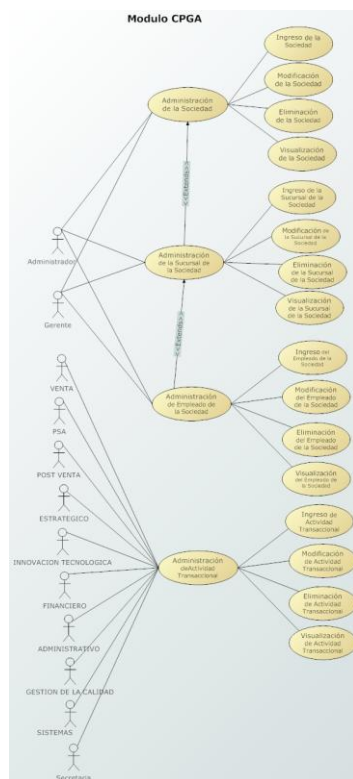 Modulo CPGA
Ingreso de la
Sociedad
Modificación
de la Sociedad
Administración
de la Sociedad
Eliminación
de la Sociedad
Visualización
de la Sociedad
<<Extends>>
Ingreso de la
Sucursal de la
Sociedad
Administrador
Modificación de
la Sucursal de la
Sociedad
Administración
de la Sucursal de
la Sociedad
Eliminación
de la Sucursal de
la Sociedad
Visualización
de la Sucursal de
la Sociedad
Gerente
<<Extends>>
Ingreso del
Empleado de la
Sociedad
VENTA
Modificación
del Empleado de
la Sociedad
Administración
de Empleado de
la Sociedad
PSA
Eliminación
del Empleado de
la Sociedad
POST VENTA
Visualización
del Empleado de
la Sociedad
ESTRATEGICO
Ingreso de
Actividad
Transaccional
INNOVACION TECNOLOGICA
Modificación
de Actividad
Transaccional
Administración
deActividad
Transaccional
FINANCIERO
Eliminación
de Actividad
Transaccional
ADMINISTRATIVO
Visualización
de Actividad
Transaccional
GESTION DE LA CALIDAD
SISTEMAS
Secretaria